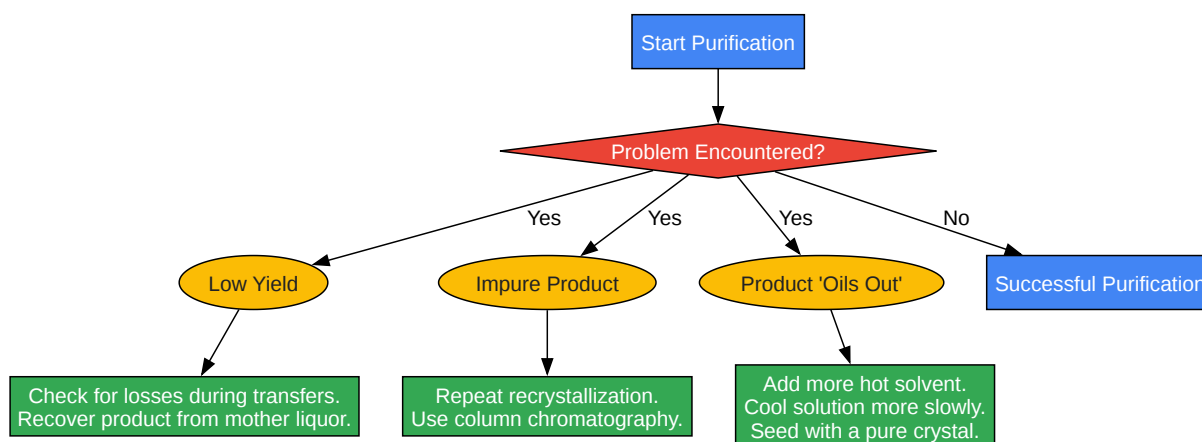 Start Purification
Problem Encountered?
Yes
Yes
Yes
No
Low Yield
Impure Product
Product 'Oils Out'
Successful Purification
Check for losses during transfers.
Recover product from mother liquor.
Repeat recrystallization.
Use column chromatography.
Add more hot solvent.
Cool solution more slowly.
Seed with a pure crystal.